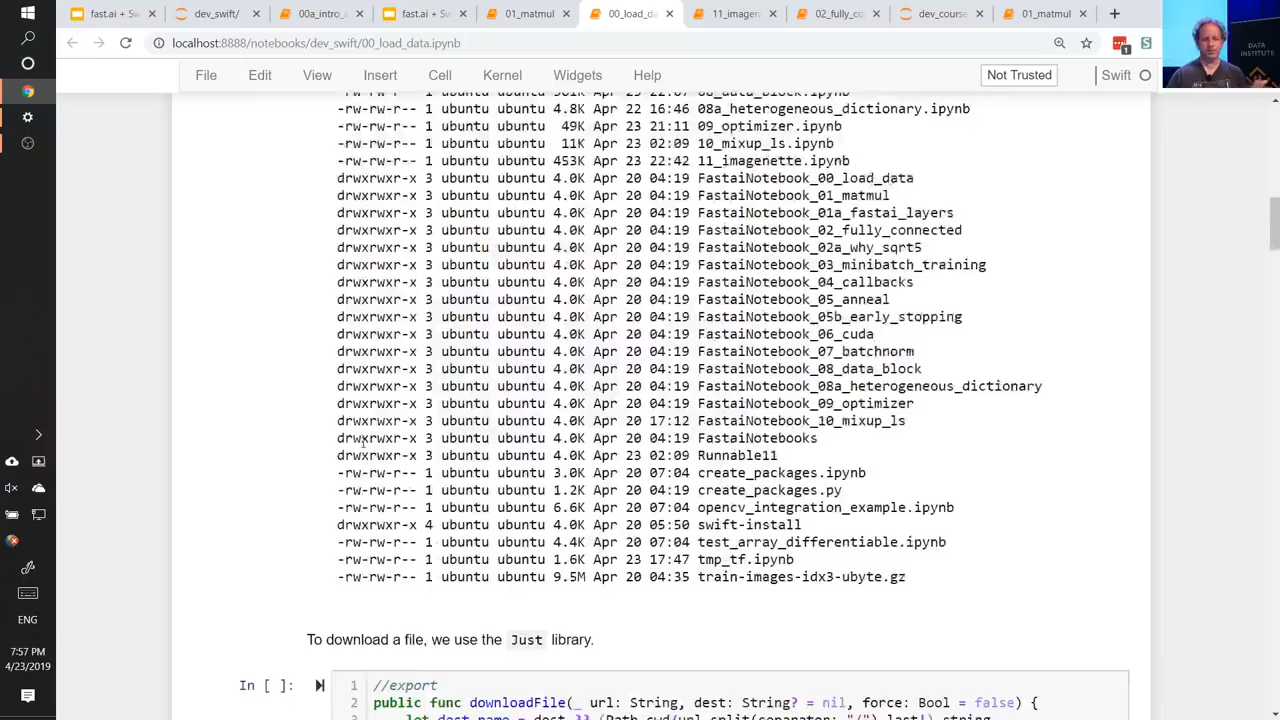 fast.ai + S
dev_swift/
00a_intro_a
fast.ai + S
01_matmul
00_load_da
11_imagene
02_fully_co
dev_course
01_matmul
localhost:8888/notebooks/dev_swift/00_load_data.ipynb
File Edit View Insert Cell Kernel Widgets Help Not Trusted Swift
-rw-rw-r-- 1 ubuntu ubuntu 4.8K Apr 22 16:46 08a_heterogeneous_dictionary.ipynb
-rw-rw-r-- 1 ubuntu ubuntu 49K Apr 23 21:11 09_optimizer.ipynb
-rw-rw-r-- 1 ubuntu ubuntu 11K Apr 23 02:09 10_mixup_ls.ipynb
-rw-rw-r-- 1 ubuntu ubuntu 453K Apr 23 22:42 11_imagenette.ipynb
drwxrwxr-x 3 ubuntu ubuntu 4.0K Apr 20 04:19 FastaiNotebook_00_load_data
drwxrwxr-x 3 ubuntu ubuntu 4.0K Apr 20 04:19 FastaiNotebook_01_matmul
drwxrwxr-x 3 ubuntu ubuntu 4.0K Apr 20 04:19 FastaiNotebook_01a_fastai_layers
drwxrwxr-x 3 ubuntu ubuntu 4.0K Apr 20 04:19 FastaiNotebook_02_fully_connected
drwxrwxr-x 3 ubuntu ubuntu 4.0K Apr 20 04:19 FastaiNotebook_02a_why_sqrt5
drwxrwxr-x 3 ubuntu ubuntu 4.0K Apr 20 04:19 FastaiNotebook_03_minibatch_training
drwxrwxr-x 3 ubuntu ubuntu 4.0K Apr 20 04:19 FastaiNotebook_04_callbacks
drwxrwxr-x 3 ubuntu ubuntu 4.0K Apr 20 04:19 FastaiNotebook_05_anneal
drwxrwxr-x 3 ubuntu ubuntu 4.0K Apr 20 04:19 FastaiNotebook_05b_early_stopping
drwxrwxr-x 3 ubuntu ubuntu 4.0K Apr 20 04:19 FastaiNotebook_06_cuda
drwxrwxr-x 3 ubuntu ubuntu 4.0K Apr 20 04:19 FastaiNotebook_07_batchnorm
drwxrwxr-x 3 ubuntu ubuntu 4.0K Apr 20 04:19 FastaiNotebook_08_data_block
drwxrwxr-x 3 ubuntu ubuntu 4.0K Apr 20 04:19 FastaiNotebook_08a_heterogeneous_dictionary
drwxrwxr-x 3 ubuntu ubuntu 4.0K Apr 20 04:19 FastaiNotebook_09_optimizer
drwxrwxr-x 3 ubuntu ubuntu 4.0K Apr 20 17:12 FastaiNotebook_10_mixup_ls
drwxrwxr-x 3 ubuntu ubuntu 4.0K Apr 20 04:19 FastaiNotebooks
drwxrwxr-x 3 ubuntu ubuntu 4.0K Apr 23 02:09 Runnable11
-rw-rw-r-- 1 ubuntu ubuntu 3.0K Apr 20 07:04 create_packages.ipynb
-rw-rw-r-- 1 ubuntu ubuntu 1.2K Apr 20 04:19 create_packages.py
-rw-rw-r-- 1 ubuntu ubuntu 6.6K Apr 20 07:04 opencv_integration_example.ipynb
drwxrwxr-x 4 ubuntu ubuntu 4.0K Apr 20 05:50 swift-install
-rw-rw-r-- 1 ubuntu ubuntu 4.4K Apr 20 07:04 test_array_differentiable.ipynb
-rw-rw-r-- 1 ubuntu ubuntu 1.6K Apr 23 17:47 tmp_tf.ipynb
-rw-rw-r-- 1 ubuntu ubuntu 9.5M Apr 20 04:35 train-images-idx3-ubyte.gz
To download a file, we use the Just library.
In [ ]: 1 //export
2 public func downloadFile(_ url: String, dest: String? = nil, force: Bool = false) {
DATA
INSTITUTE
ENG
7:57 PM
4/23/2019